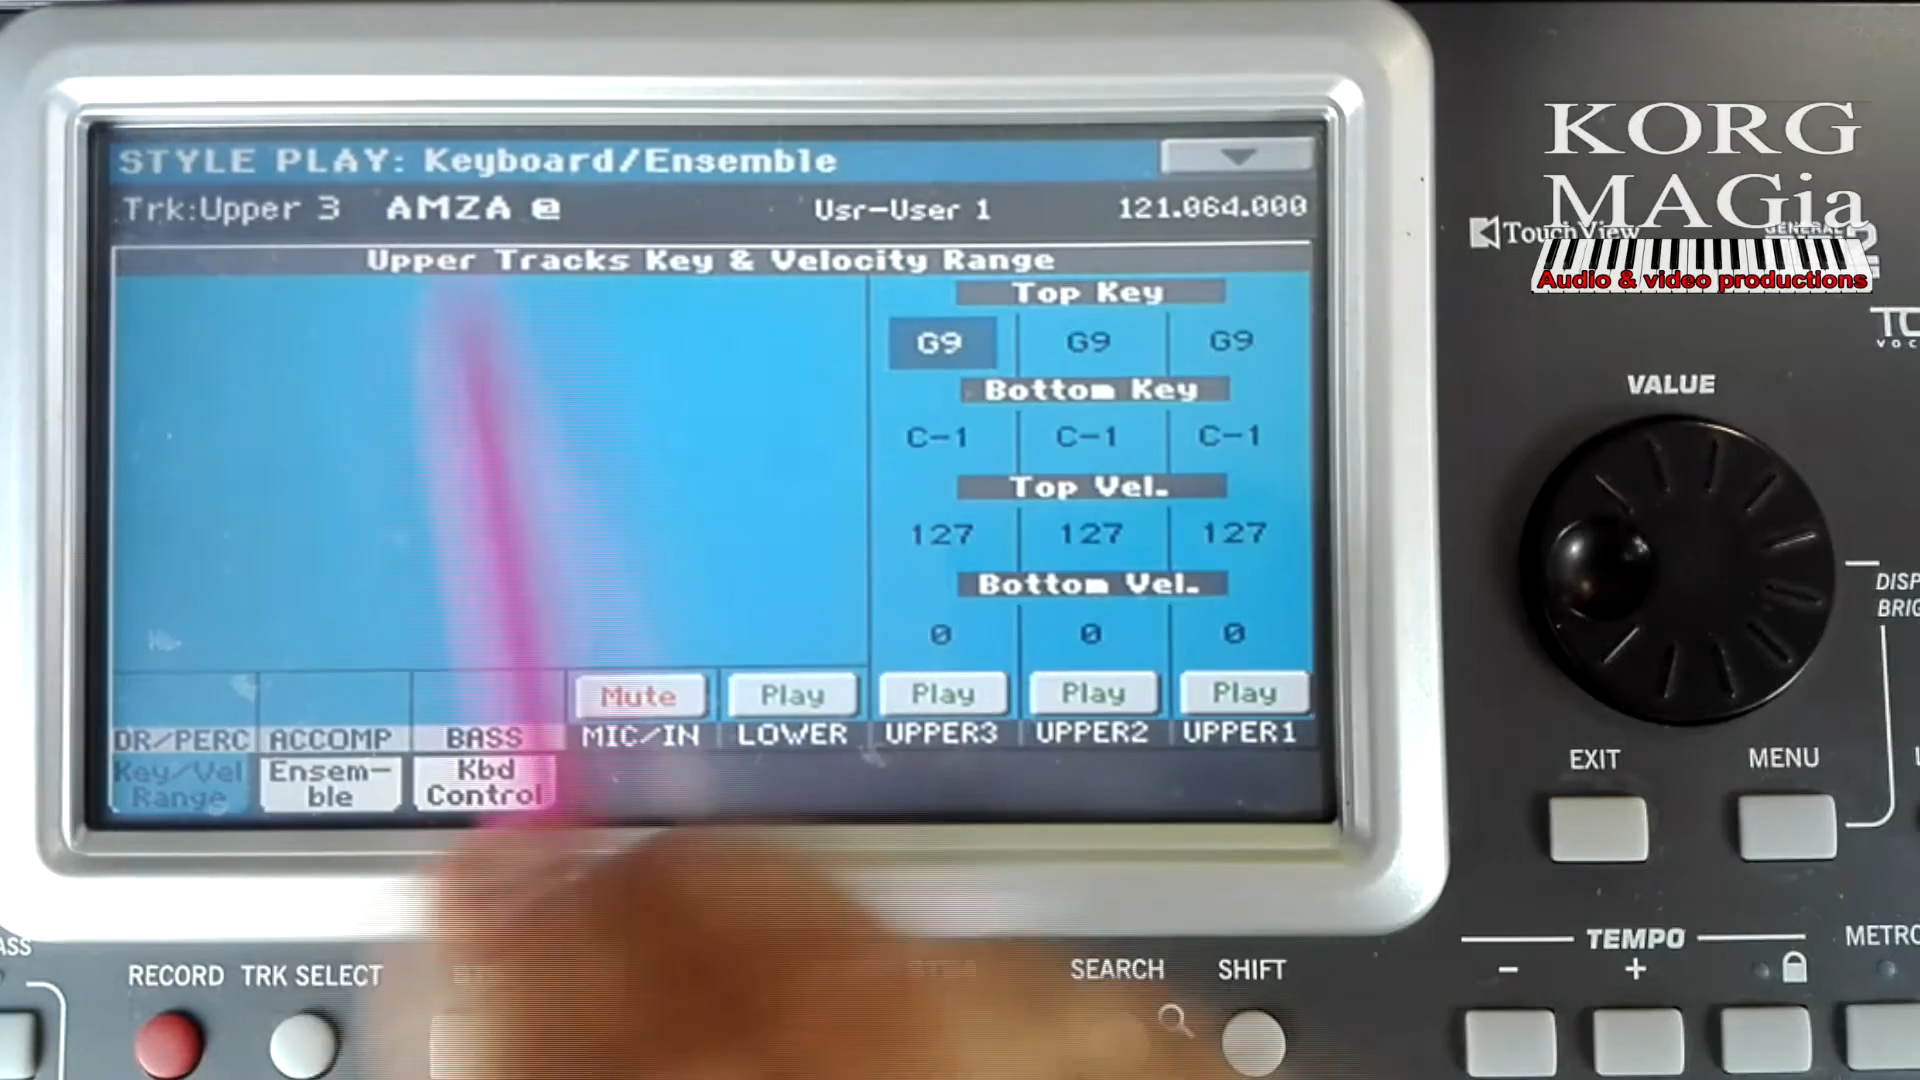 STYLE PLAY: Keyboard/Ensemble
Trk:Upper 3 AMZA @ Usr-User 1 121.064.000
Upper Tracks Key & Velocity Range
Top Key
G9 G9 G9
Bottom Key
C-1 C-1 C-1
Top Vel.
127 127 127
Bottom Vel.
0 0 0
Mute Play Play Play Play
DR/PERC ACCOMP BASS MIC/IN LOWER UPPER3 UPPER2 UPPER1
Key/Vel Range
Ensem-
ble
Kbd
Control
KORG
MAGia
Audio & video productions
TouchView
GENERAL
VALUE
EXIT MENU
TEMPO
- +
RECORD TRK SELECT
SEARCH SHIFT